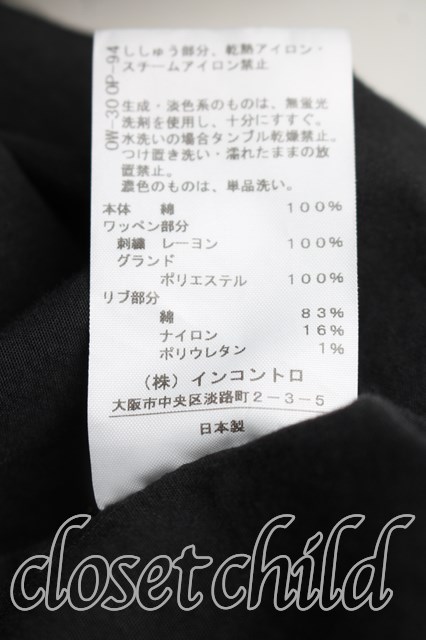 OW-30 OP-94
ししゅう部分、乾熱アイロン・
スチームアイロン禁止
生成・淡色系のものは、無蛍光
洗剤を使用し、十分にすすぐ。
水洗いの場合タンブル乾燥禁止。
つけ置き洗い・濡れたままの放
置禁止。
濃色のものは、単品洗い。
本体 綿 100%
ワッペン部分
刺繍 レーヨン 100%
グランド
ポリエステル 100%
リブ部分
綿 83%
ナイロン 16%
ポリウレタン 1%
(株)インコントロ
大阪市中央区淡路町2-3-5
日本製
closetchild